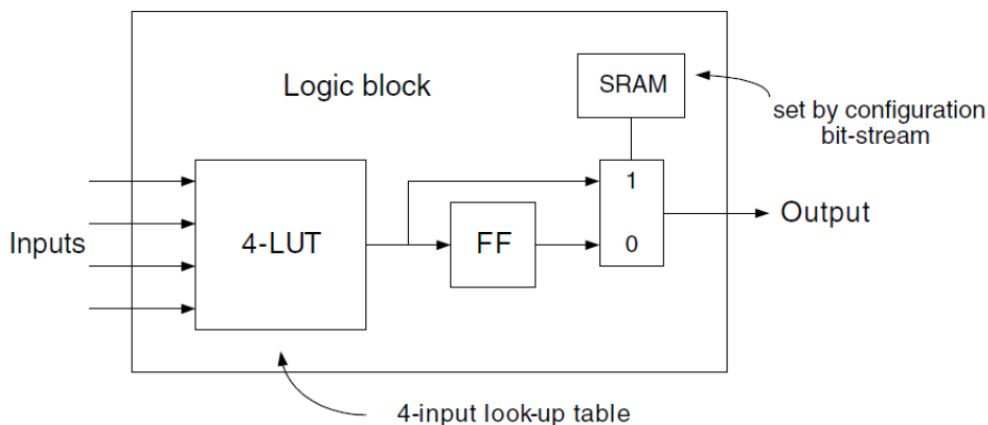 Logic block
SRAM
set by configuration
bit-stream
Inputs
4-LUT
FF
1
0
Output
4-input look-up table